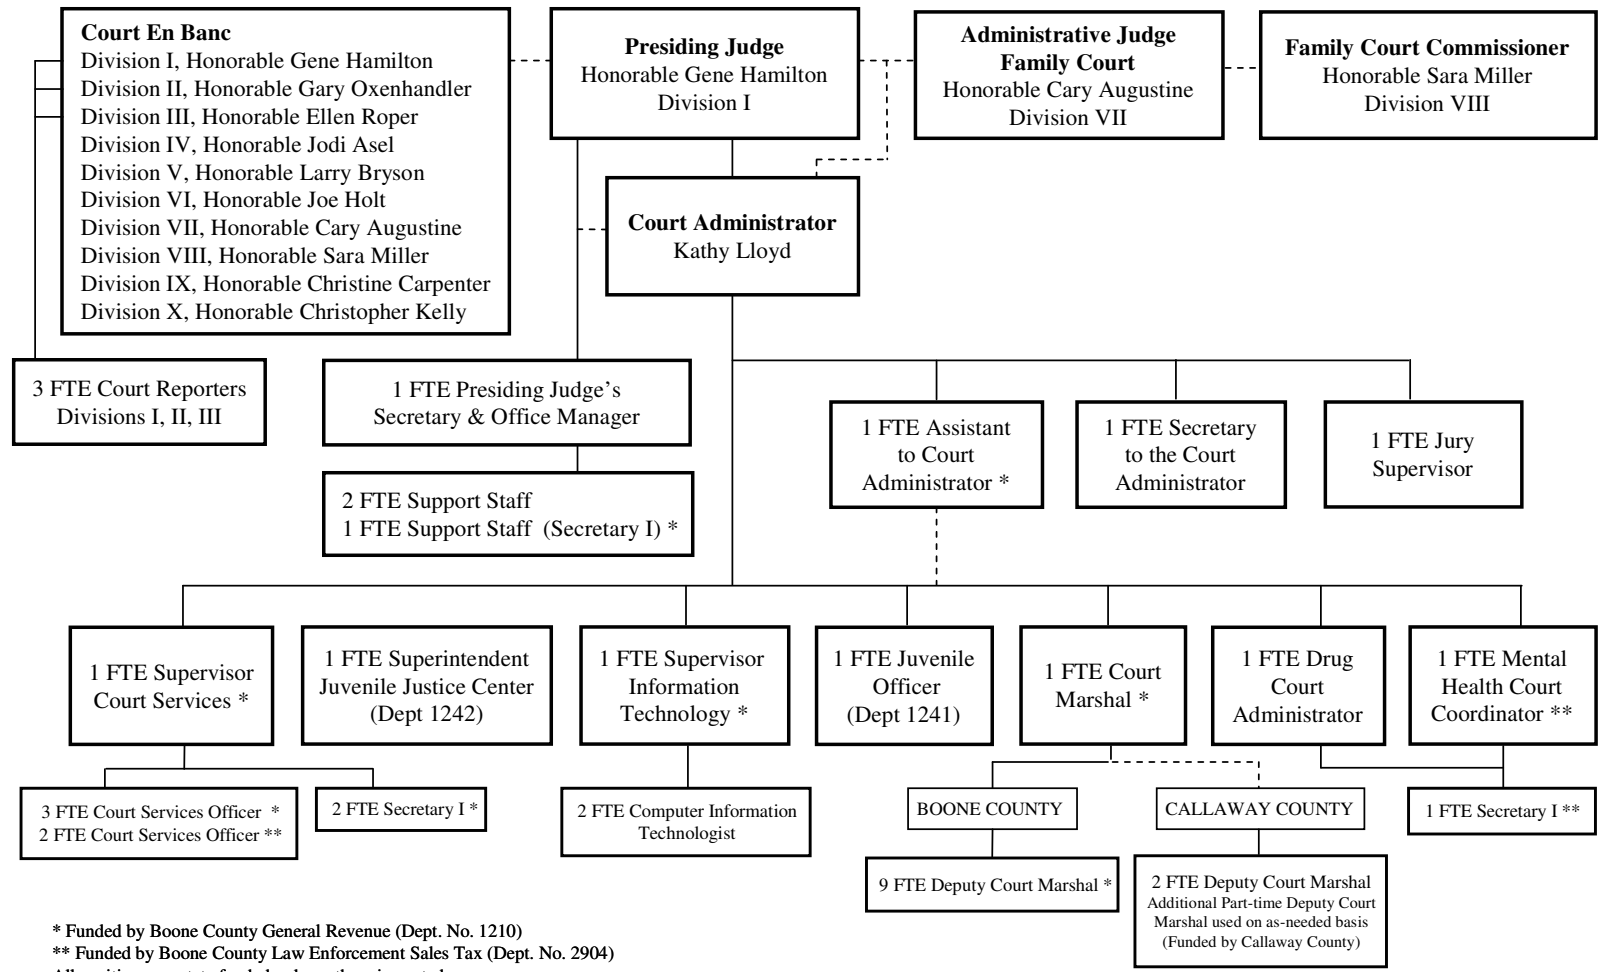 Court En Banc
Division I, Honorable Gene Hamilton
Division II, Honorable Gary Oxenhandler
Division III, Honorable Ellen Roper
Division IV, Honorable Jodi Asel
Division V, Honorable Larry Bryson
Division VI, Honorable Joe Holt
Division VII, Honorable Cary Augustine
Division VIII, Honorable Sara Miller
Division IX, Honorable Christine Carpenter
Division X, Honorable Christopher Kelly
Presiding Judge
Honorable Gene Hamilton
Division I
Administrative Judge
Family Court
Honorable Cary Augustine
Division VII
Family Court Commissioner
Honorable Sara Miller
Division VIII
Court Administrator
Kathy Lloyd
3 FTE Court Reporters
Divisions I, II, III
1 FTE Presiding Judge’s
Secretary & Office Manager
2 FTE Support Staff
1 FTE Support Staff (Secretary I) *
1 FTE Assistant
to Court
Administrator *
1 FTE Secretary
to the Court
Administrator
1 FTE Jury
Supervisor
1 FTE Supervisor
Court Services *
1 FTE Superintendent
Juvenile Justice Center
(Dept 1242)
1 FTE Supervisor
Information
Technology *
1 FTE Juvenile
Officer
(Dept 1241)
1 FTE Court
Marshal *
1 FTE Drug
Court
Administrator
1 FTE Mental
Health Court
Coordinator **
3 FTE Court Services Officer *
2 FTE Court Services Officer **
2 FTE Secretary I *
2 FTE Computer Information
Technologist
BOONE COUNTY
CALLAWAY COUNTY
1 FTE Secretary I **
9 FTE Deputy Court Marshal *
2 FTE Deputy Court Marshal
Additional Part-time Deputy Court
Marshal used on as-needed basis
(Funded by Callaway County)
* Funded by Boone County General Revenue (Dept. No. 1210)
** Funded by Boone County Law Enforcement Sales Tax (Dept. No. 2904)